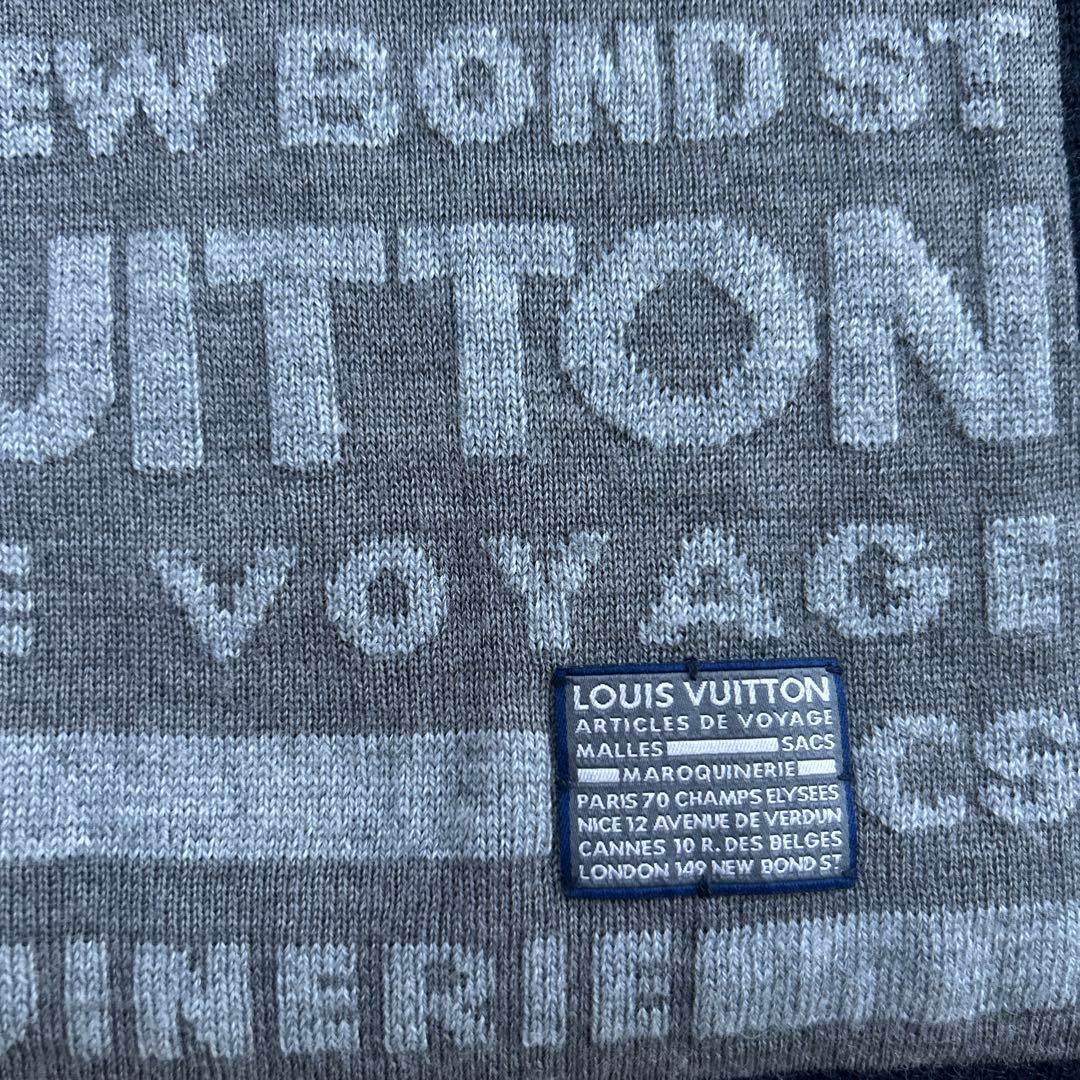 EW BOND ST
UITTON
E VOYAGE
CS
LOUIS VUITTON
ARTICLES DE VOYAGE
MALLES SACS
MAROQUINERIE
PARIS 70 CHAMPS ELYSEES
NICE 12 AVENUE DE VERDUN
CANNES 10 R. DES BELGES
LONDON 149 NEW BOND ST
INERIE